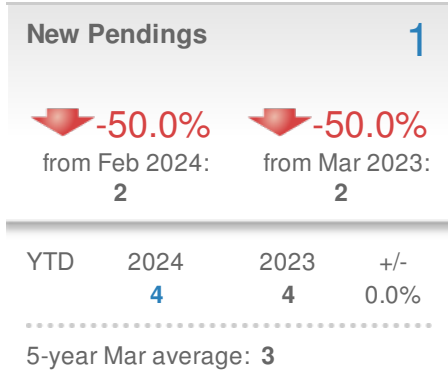 New Pendings 1
-50.0% -50.0%
from Feb 2024: from Mar 2023:
2 2
YTD 2024 2023 +/-
4 4 0.0%
5-year Mar average: 3